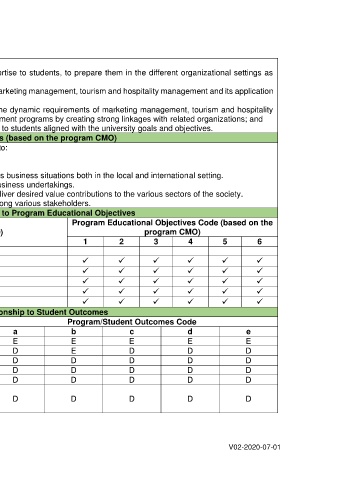 ertise to students, to prepare them in the different organizational settings as
arketing management, tourism and hospitality management and its application
he dynamic requirements of marketing management, tourism and hospitality
ement programs by creating strong linkages with related organizations; and
to students aligned with the university goals and objectives.
s (based on the program CMO)
to:
s business situations both in the local and international setting.
usiness undertakings.
liver desired value contributions to the various sectors of the society.
ong various stakeholders.
to Program Educational Objectives
Program Educational Objectives Code (based on the
) program CMO)
1 2 3 4 5 6
✓ ✓ ✓ ✓ ✓ ✓
✓ ✓ ✓ ✓ ✓ ✓
✓ ✓ ✓ ✓ ✓ ✓
✓ ✓ ✓ ✓ ✓ ✓
✓ ✓ ✓ ✓ ✓ ✓
onship to Student Outcomes
Program/Student Outcomes Code
a b c d e
E E E E E
D E D D D
D D D D D
D D D D D
D D D D D
D D D D D
V02-2020-07-01